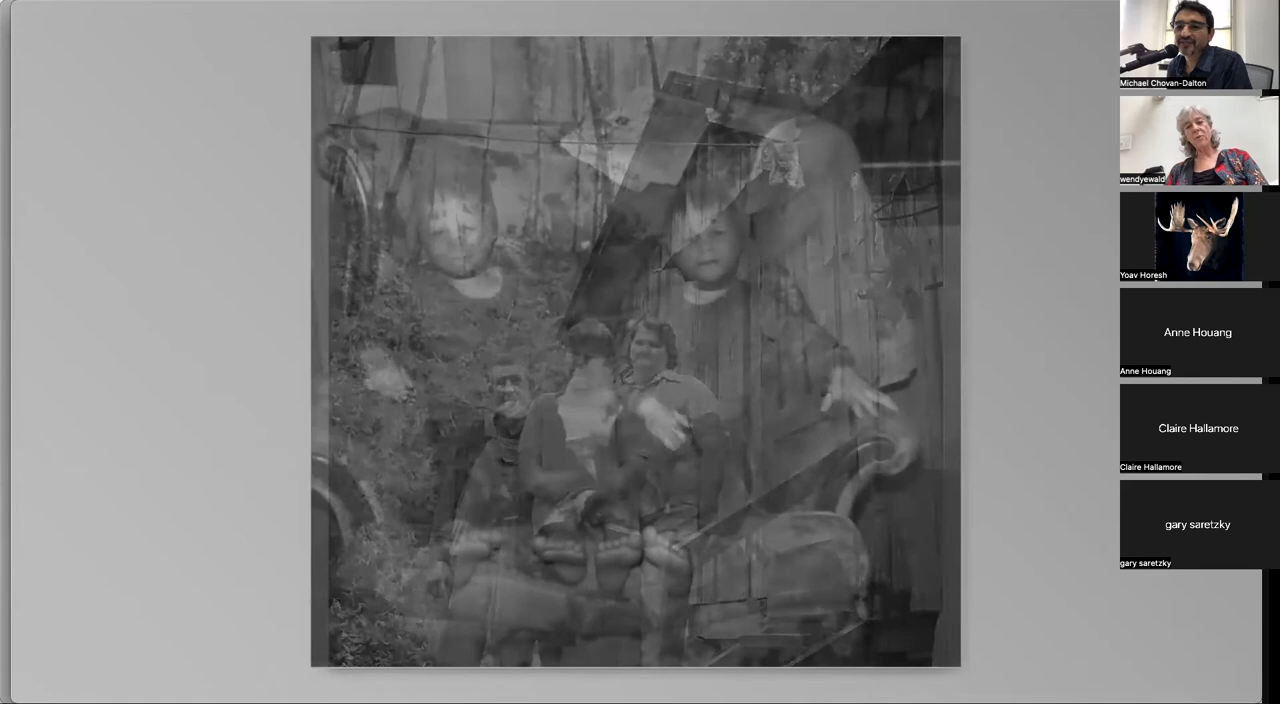 Michael Chovan-Dalton
wendyewald
Yoav Horesh
Anne Houang
Anne Houang
Claire Hallamore
Claire Hallamore
gary saretzky
gary saretzky